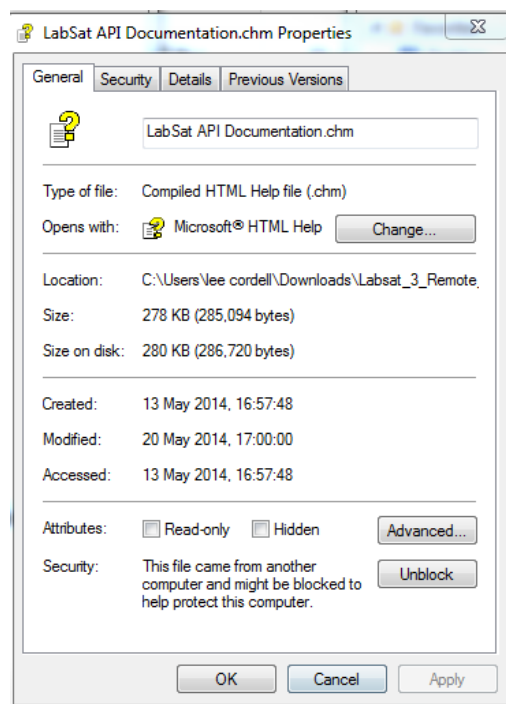 LabSat API Documentation.chm Properties
General Security Details Previous Versions
LabSat API Documentation.chm
Type of file: Compiled HTML Help file (.chm)
Opens with: Microsoft® HTML Help Change...
Location: C:\Users\lee cordell\Downloads\Labsat_3_Remote_
Size: 278 KB (285,094 bytes)
Size on disk: 280 KB (286,720 bytes)
Created: 13 May 2014, 16:57:48
Modified: 20 May 2014, 17:00:00
Accessed: 13 May 2014, 16:57:48
Attributes: Read-only Hidden Advanced...
Security: This file came from another
computer and might be blocked to
help protect this computer.
Unblock
OK Cancel Apply